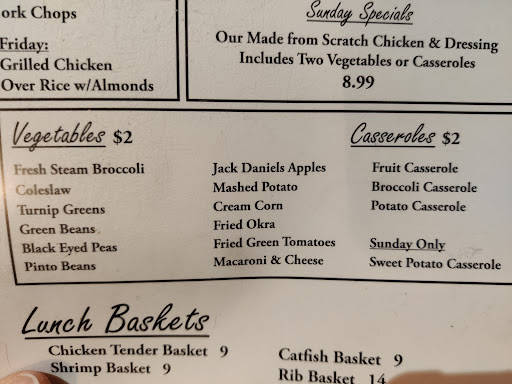 ork Chops
Friday:
Grilled Chicken
Over Rice w/Almonds
Sunday Specials
Our Made from Scratch Chicken & Dressing
Includes Two Vegetables or Casseroles
8.99
Vegetables $2
Fresh Steam Broccoli
Coleslaw
Turnip Greens
Green Beans
Black Eyed Peas
Pinto Beans
Jack Daniels Apples
Mashed Potato
Cream Corn
Fried Okra
Fried Green Tomatoes
Macaroni & Cheese
Casseroles $2
Fruit Casserole
Broccoli Casserole
Potato Casserole
Sunday Only
Sweet Potato Casserole
Lunch Baskets
Chicken Tender Basket 9
Shrimp Basket 9
Catfish Basket 9
Rib Basket 14